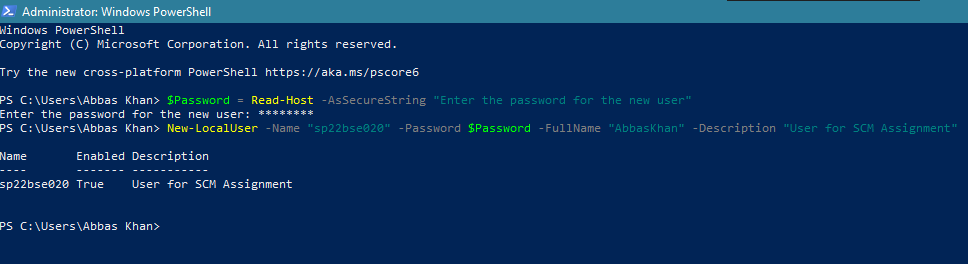 Administrator: Windows PowerShell
Windows PowerShell
Copyright (C) Microsoft Corporation. All rights reserved.
Try the new cross-platform PowerShell https://aka.ms/pscore6
PS C:\Users\Abbas Khan> $Password = Read-Host -AsSecureString "Enter the password for the new user"
Enter the password for the new user: ********
PS C:\Users\Abbas Khan> New-LocalUser -Name "sp22bse020" -Password $Password -FullName "AbbasKhan" -Description "User for SCM Assignment"
Name       Enabled Description
----       ------- -----------
sp22bse020 True    User for SCM Assignment
PS C:\Users\Abbas Khan>